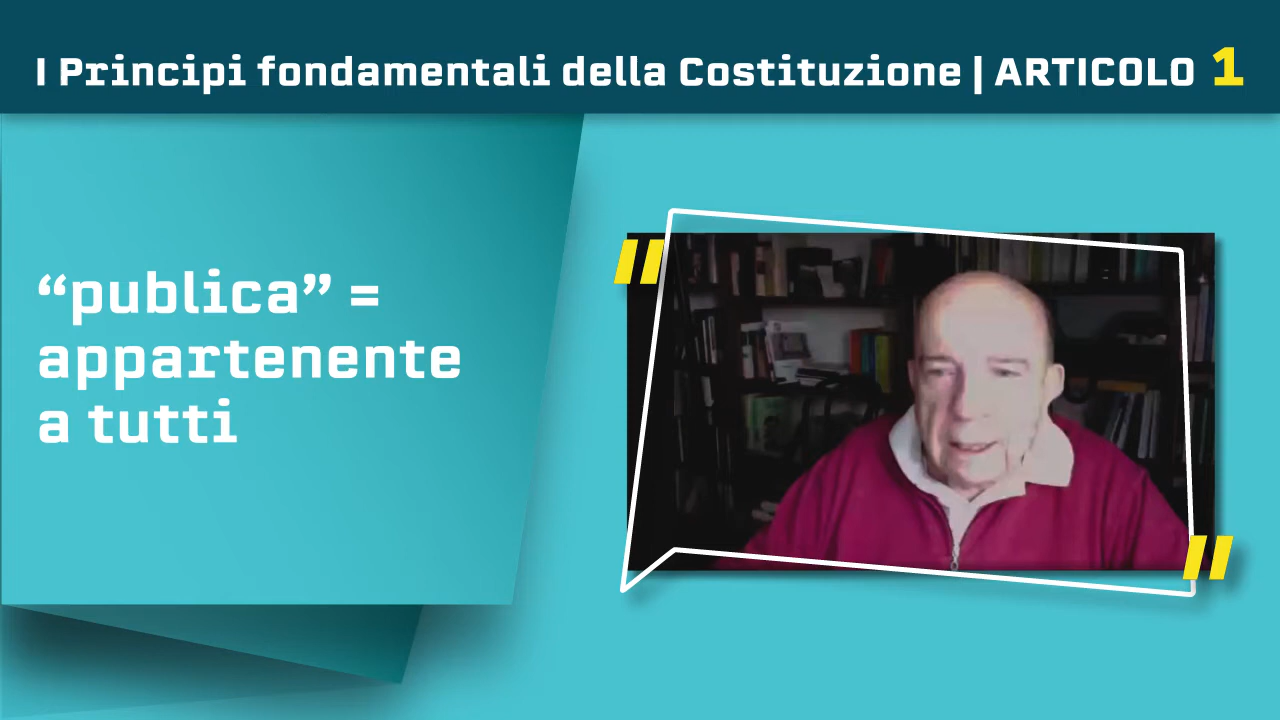 I Principi fondamentali della Costituzione | ARTICOLO 1
“publica” =
appartenente
a tutti